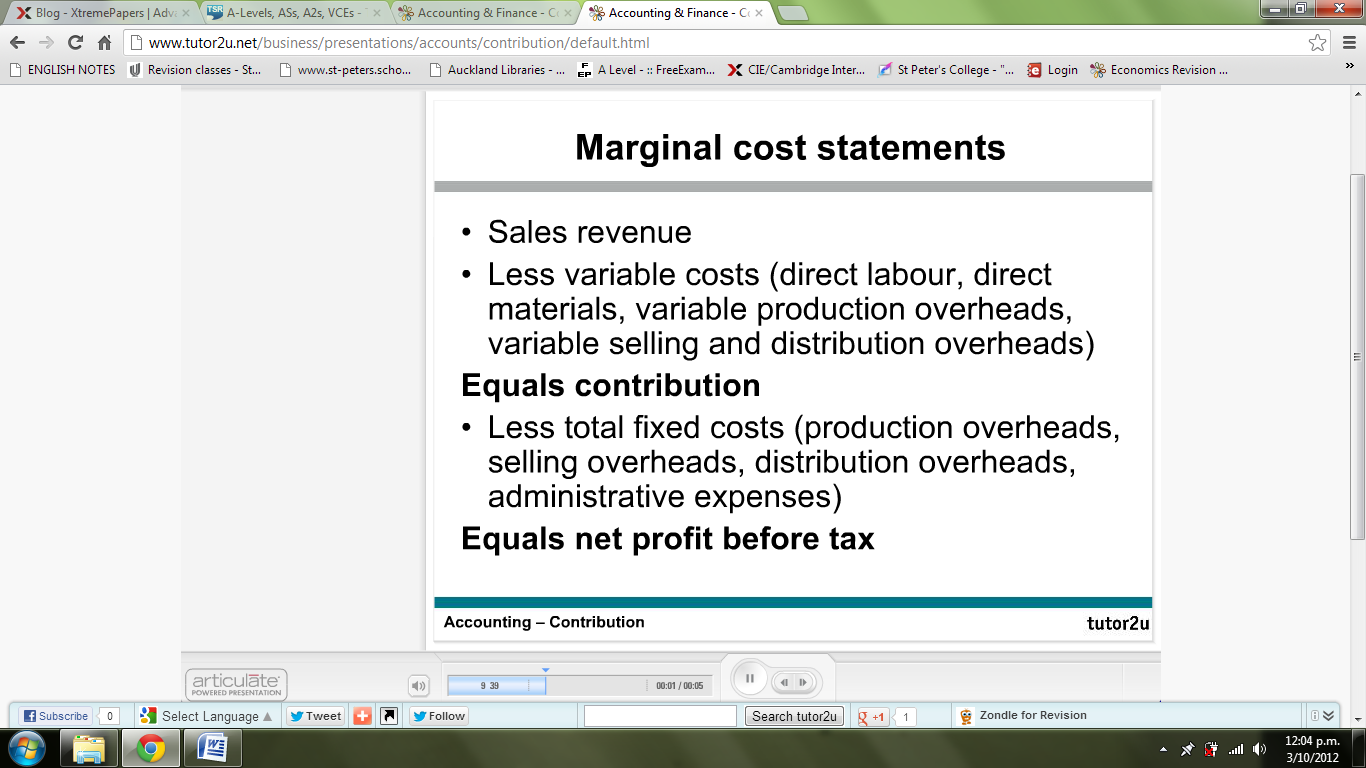 Blog - XtremePapers | Adva
A-Levels, ASs, A2s, VCEs - 
Accounting & Finance - Co
Accounting & Finance - Co
www.tutor2u.net/business/presentations/accounts/contribution/default.html
ENGLISH NOTES
Revision classes - St...
www.st-peters.scho...
Auckland Libraries - ...
A Level - :: FreeExam...
CIE/Cambridge Inter...
St Peter's College - "...
Login
Economics Revision ...
Marginal cost statements
• Sales revenue
• Less variable costs (direct labour, direct
materials, variable production overheads,
variable selling and distribution overheads)
Equals contribution
• Less total fixed costs (production overheads,
selling overheads, distribution overheads,
administrative expenses)
Equals net profit before tax
Accounting – Contribution
tutor2u
articulate
POWERED PRESENTATION
9 39
00:01 / 00:05
Subscribe 0
Select Language
Tweet
Follow
Search tutor2u
+1 1
Zondle for Revision
12:04 p.m.
3/10/2012